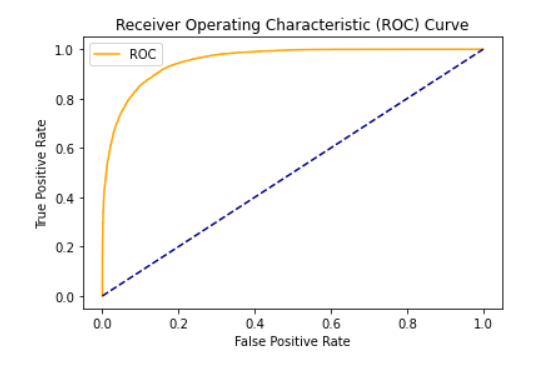 Receiver Operating Characteristic (ROC) Curve
ROC
1.0
0.8
0.6
0.4
0.2
0.0
True Positive Rate
0.0 0.2 0.4 0.6 0.8 1.0
False Positive Rate